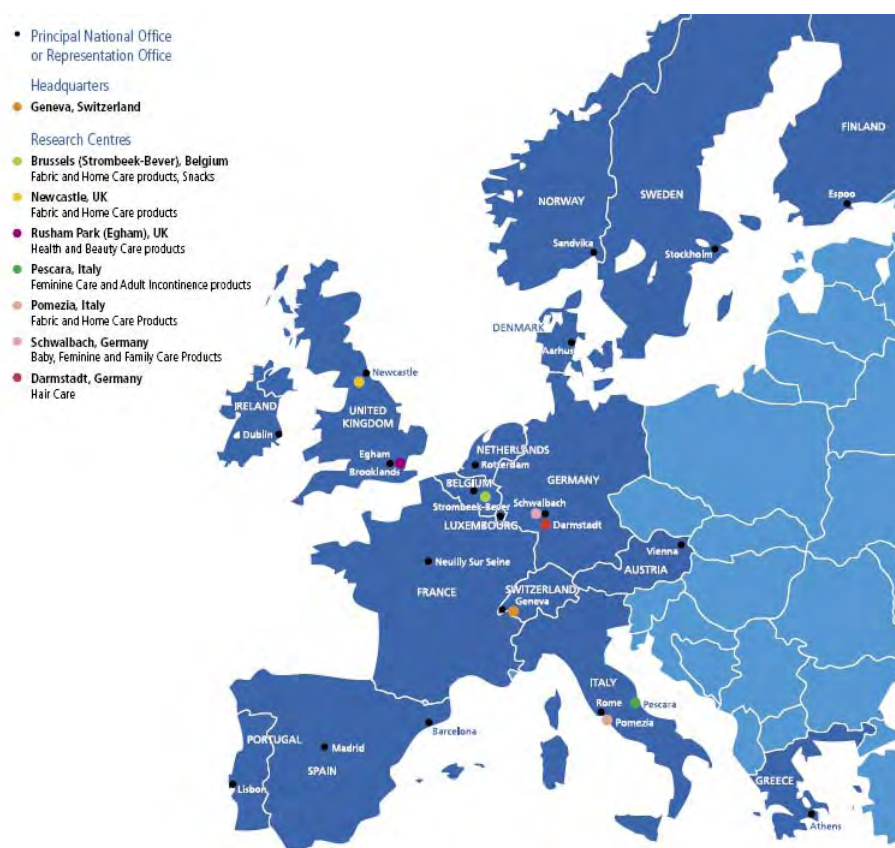 Principal National Office
or Representation Office
Headquarters
Geneva, Switzerland
Research Centres
Brussels (Strombeek-Bever), Belgium
Fabric and Home Care products, Snacks
Newcastle, UK
Fabric and Home Care products
Rusham Park (Egham), UK
Health and Beauty Care products
Pescara, Italy
Feminine Care and Adult Incontinence products
Pomezia, Italy
Fabric and Home Care Products
Schwalbach, Germany
Baby, Feminine and Family Care Products
Darmstadt, Germany
Hair Care
FINLAND
Espoo
NORWAY
SWEDEN
Sandvika
Stockholm
DENMARK
Aarhus
Newcastle
IRELAND
UNITED
KINGDOM
Dublin
Egham
Brooklands
NETHERLANDS
Rotterdam
BELGIUM
Strombeek-Bever
GERMANY
Schwalbach
Darmstadt
LUXEMBOURG
Vienna
AUSTRIA
Neuilly Sur Seine
FRANCE
SWITZERLAND
Geneva
ITALY
Rome
Pescara
Pomezia
Barcelona
PORTUGAL
Madrid
SPAIN
Lisbon
GREECE
Athens